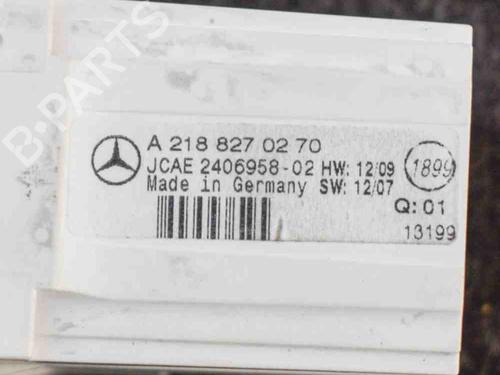 B-PARTS
A 218 827 02 70
JCAE 2406958-02 HW: 12/09
Made in Germany SW: 12/07
1899
Q: 01
13199